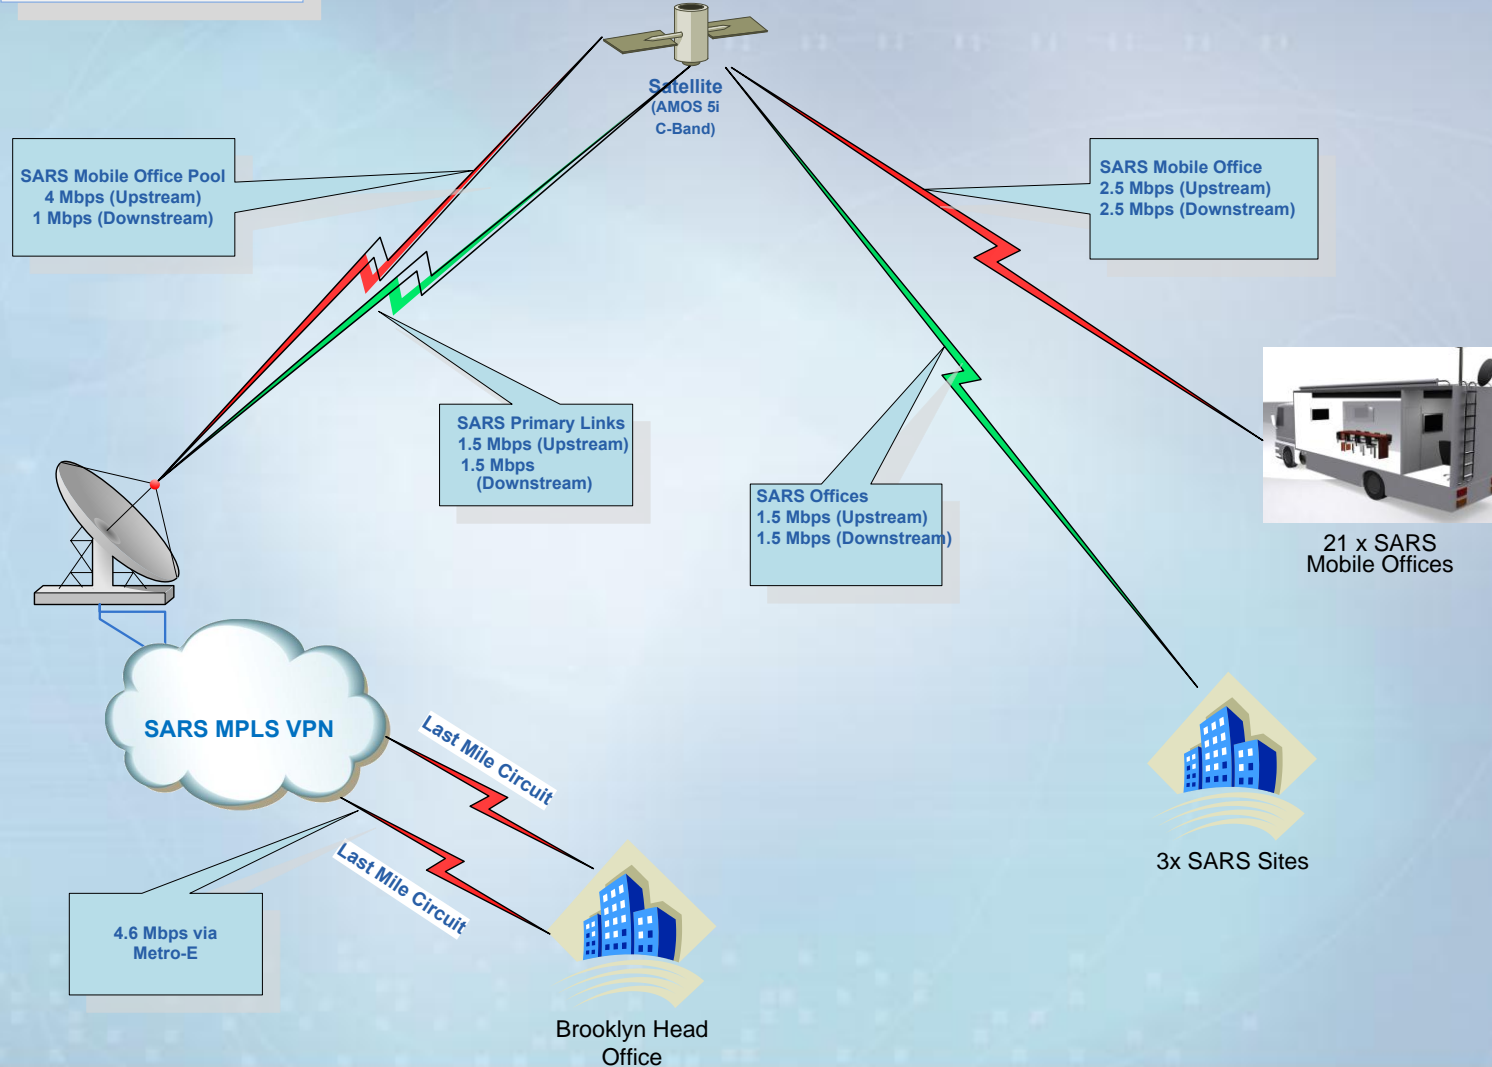 Satellite
(AMOS 5i
C-Band)
SARS Mobile Office Pool
4 Mbps (Upstream)
1 Mbps (Downstream)
SARS Mobile Office
2.5 Mbps (Upstream)
2.5 Mbps (Downstream)
SARS Primary Links
1.5 Mbps (Upstream)
1.5 Mbps
(Downstream)
SARS Offices
1.5 Mbps (Upstream)
1.5 Mbps (Downstream)
21 x SARS
Mobile Offices
SARS MPLS VPN
Last Mile Circuit
Last Mile Circuit
3x SARS Sites
4.6 Mbps via
Metro-E
Brooklyn Head
Office